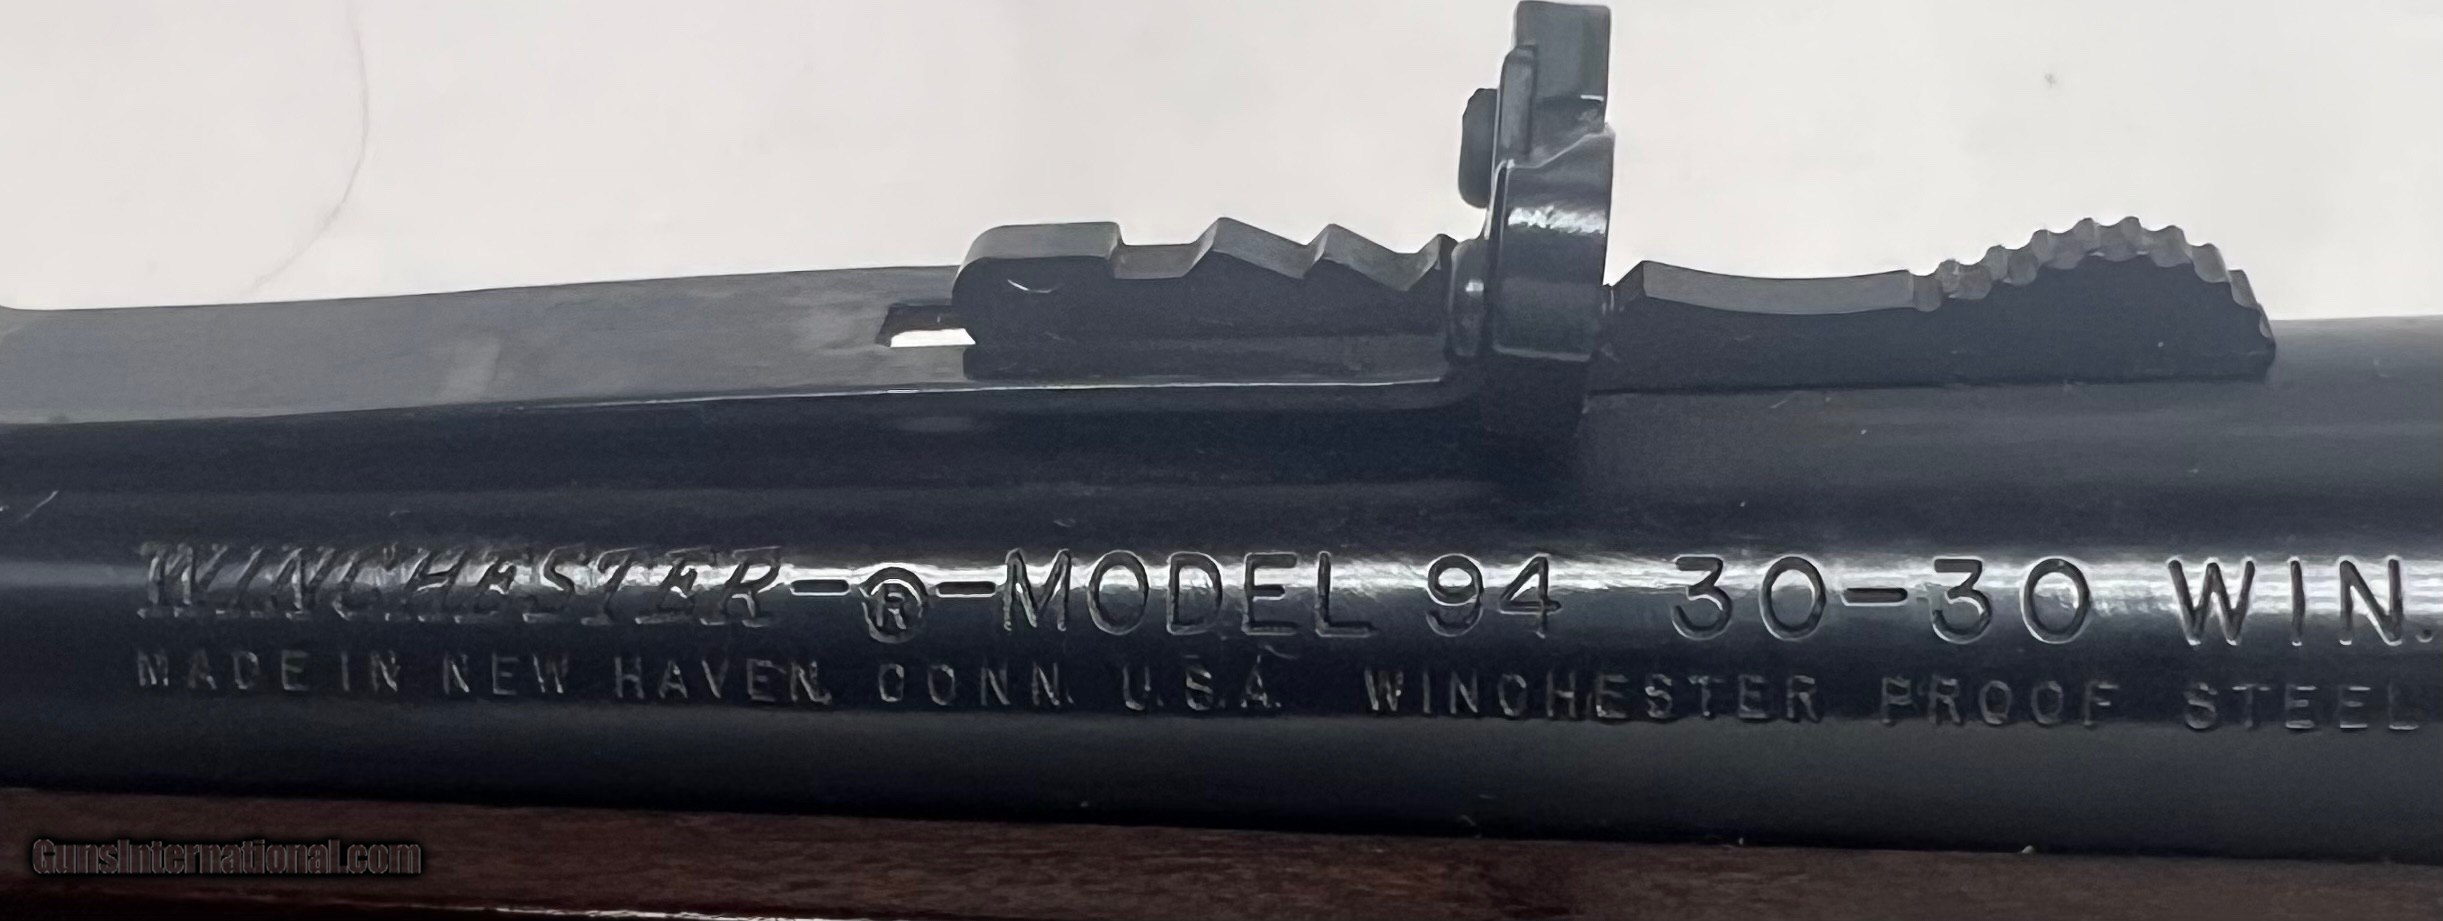 WINCHESTER-®-MODEL 94 30-30 WIN.
MADE IN NEW HAVEN, CONN. U.S.A. WINCHESTER PROOF STEEL
GunsInternational.com